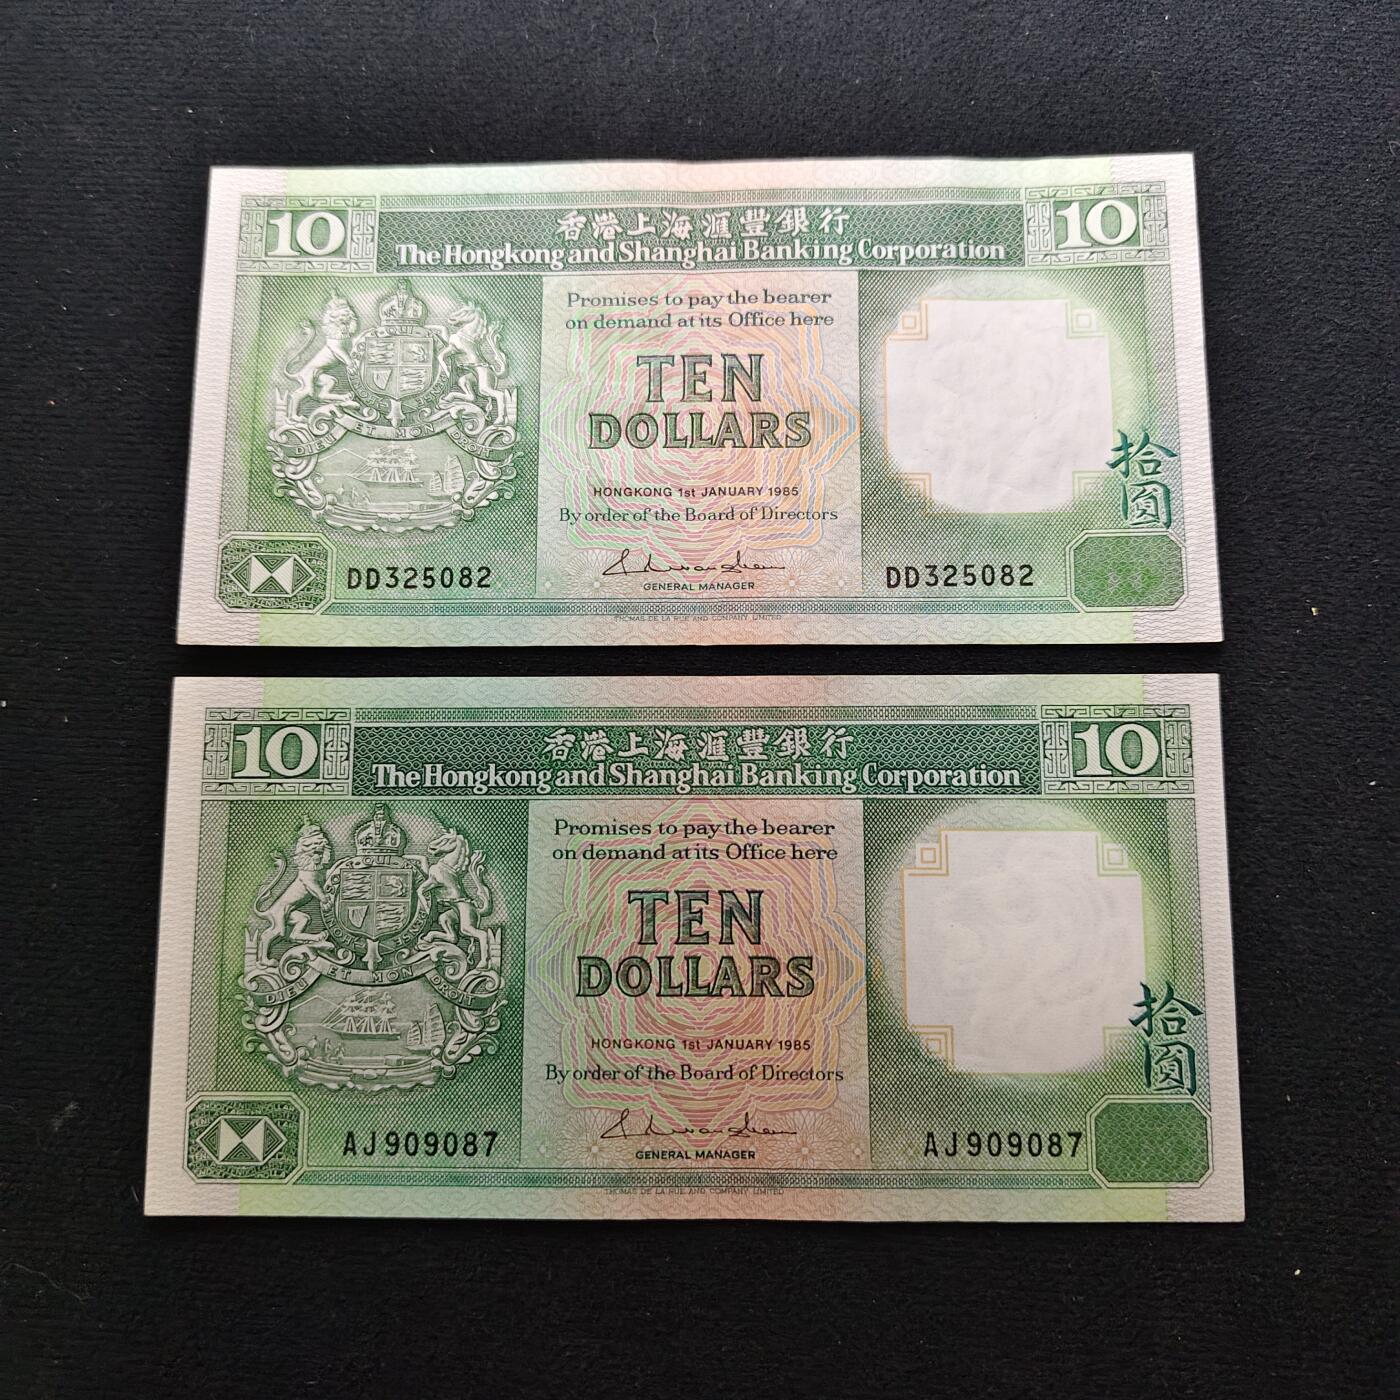 10
香港上海滙豐銀行
10
The Hongkong and Shanghai Banking Corporation
Promises to pay the bearer
on demand at its Office here
TEN
DOLLARS
DIEU ET MON DROIT
拾
圓
HONGKONG 1st JANUARY 1985
By order of the Board of Directors
DD325082
GENERAL MANAGER
DD325082
THOMAS DE LA RUE AND COMPANY LIMITED
10
香港上海滙豐銀行
10
The Hongkong and Shanghai Banking Corporation
Promises to pay the bearer
on demand at its Office here
TEN
DOLLARS
DIEU ET MON DROIT
拾
圓
HONGKONG 1st JANUARY 1985
By order of the Board of Directors
AJ909087
GENERAL MANAGER
AJ909087
THOMAS DE LA RUE AND COMPANY LIMITED